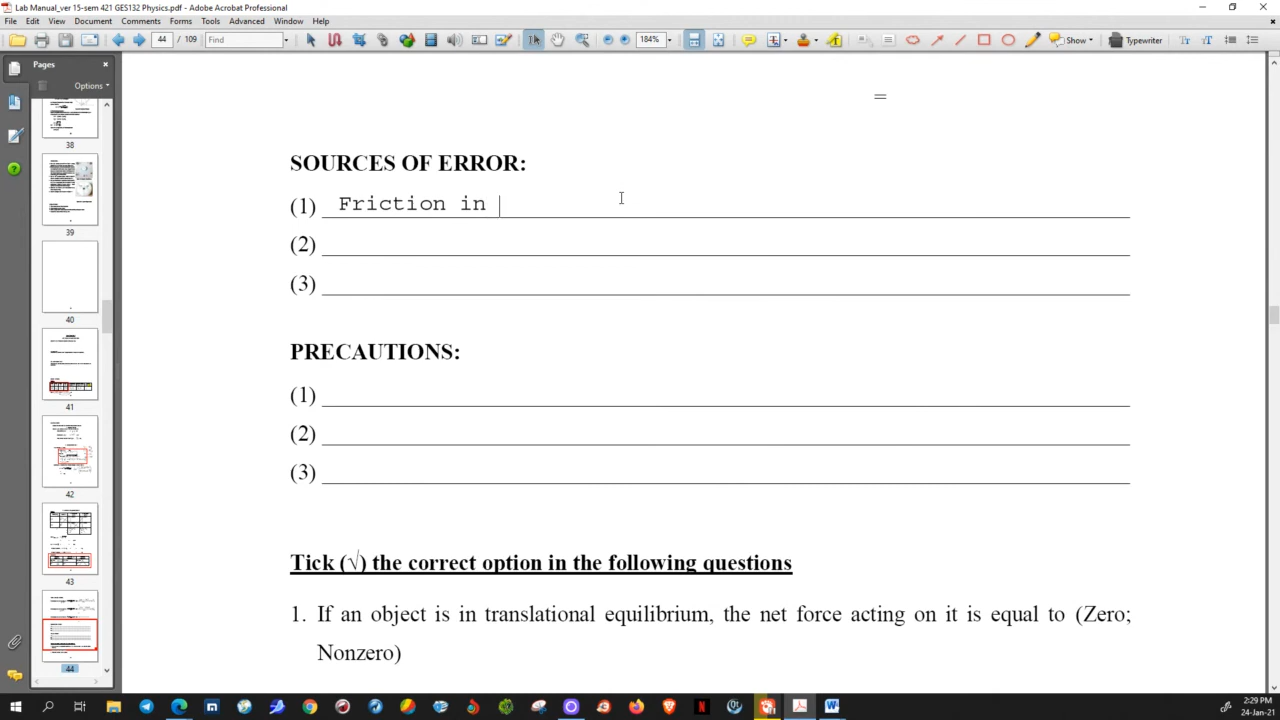 Lab Manual_ver 15-sem 421 GES132 Physics.pdf - Adobe Acrobat Professional
File Edit View Document Comments Forms Tools Advanced Window Help
44 / 109 Find 184% Show Typewriter
Pages
Options
38
39
40
41
42
43
44
=
SOURCES OF ERROR:
(1) Friction in
(2)
(3)
PRECAUTIONS:
(1)
(2)
(3)
Tick (√) the correct option in the following questions
1. If an object is in translational equilibrium, the net force acting on it is equal to (Zero;
Nonzero)
2:29 PM
24-Jan-21